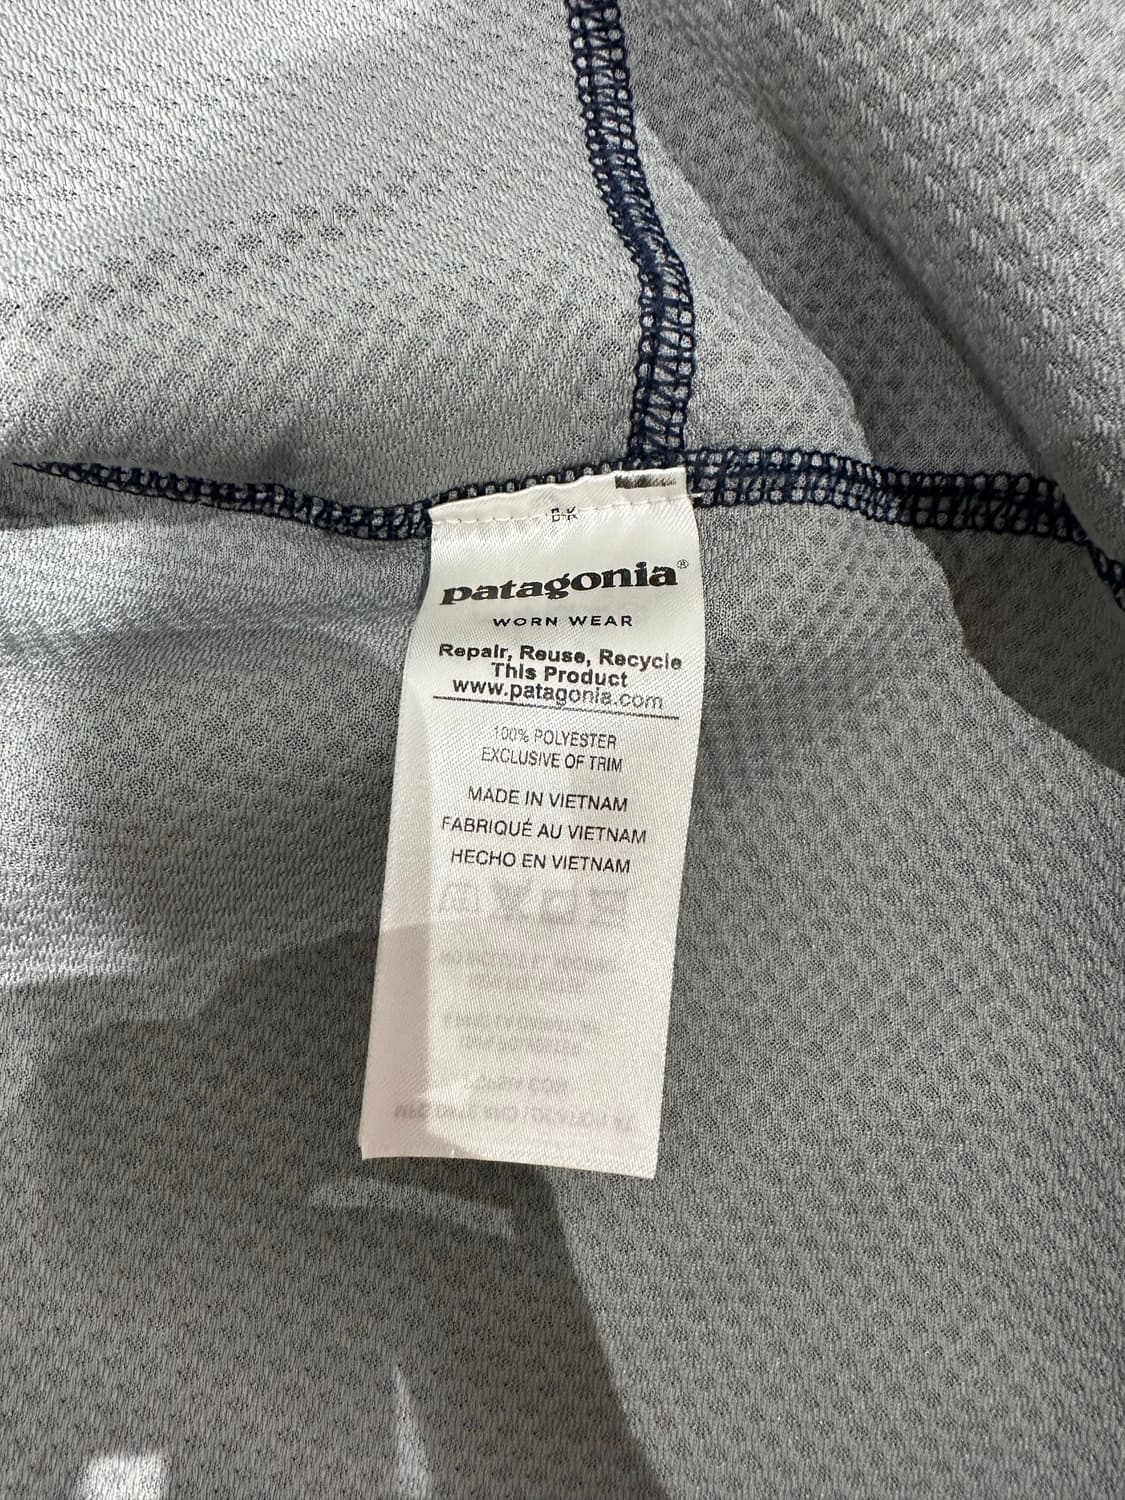 B-K
patagonia®
WORN WEAR
Repair, Reuse, Recycle
This Product
www.patagonia.com
100% POLYESTER
EXCLUSIVE OF TRIM
MADE IN VIETNAM
FABRIQUÉ AU VIETNAM
HECHO EN VIETNAM